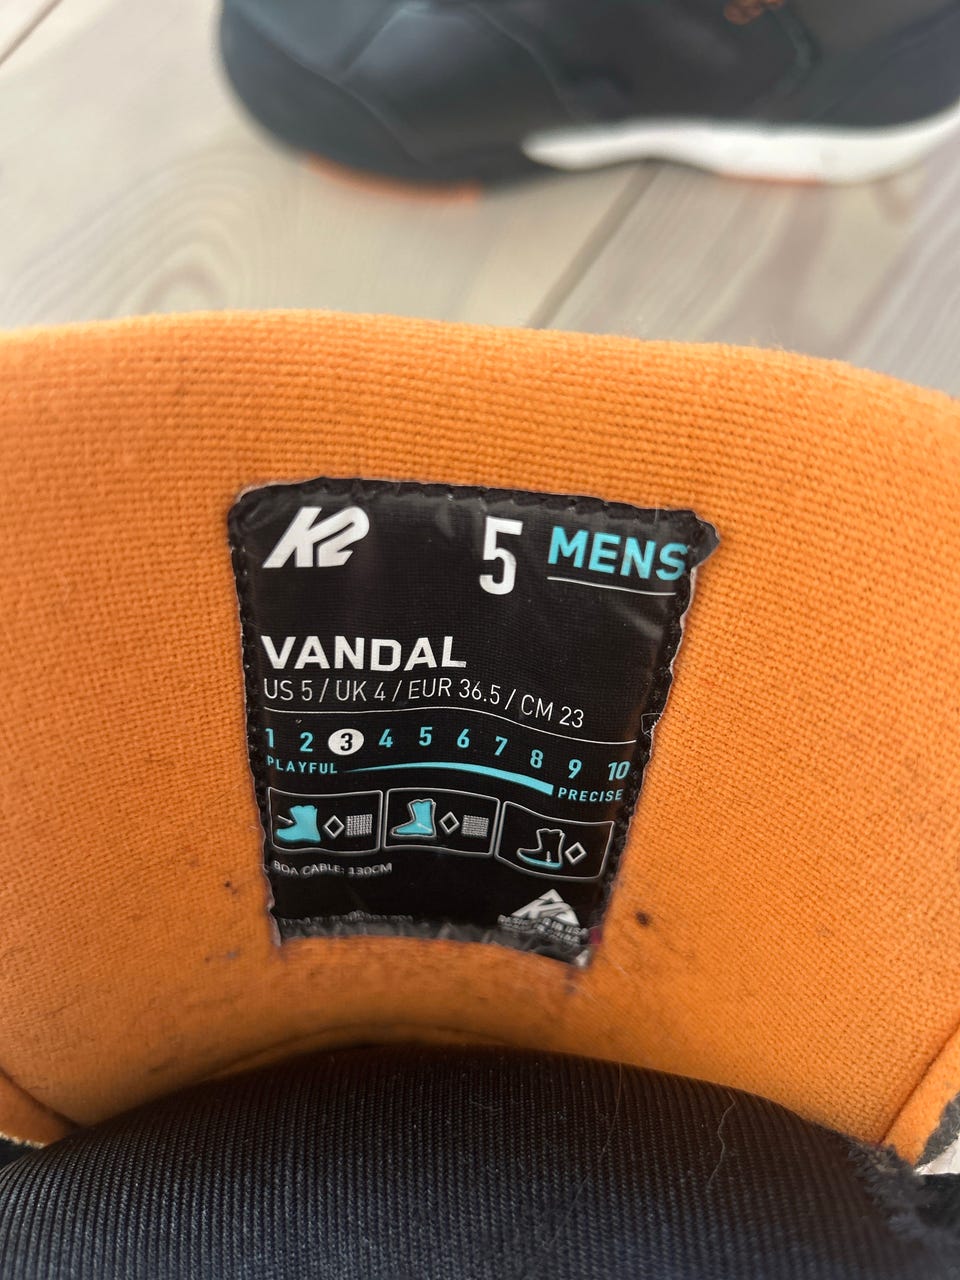 K2 5 MENS
VANDAL
US 5 / UK 4 / EUR 36.5 / CM 23
1 2 3 4 5 6 7 8 9 10
PLAYFUL PRECISE
BOA CABLE: 130CM
K2